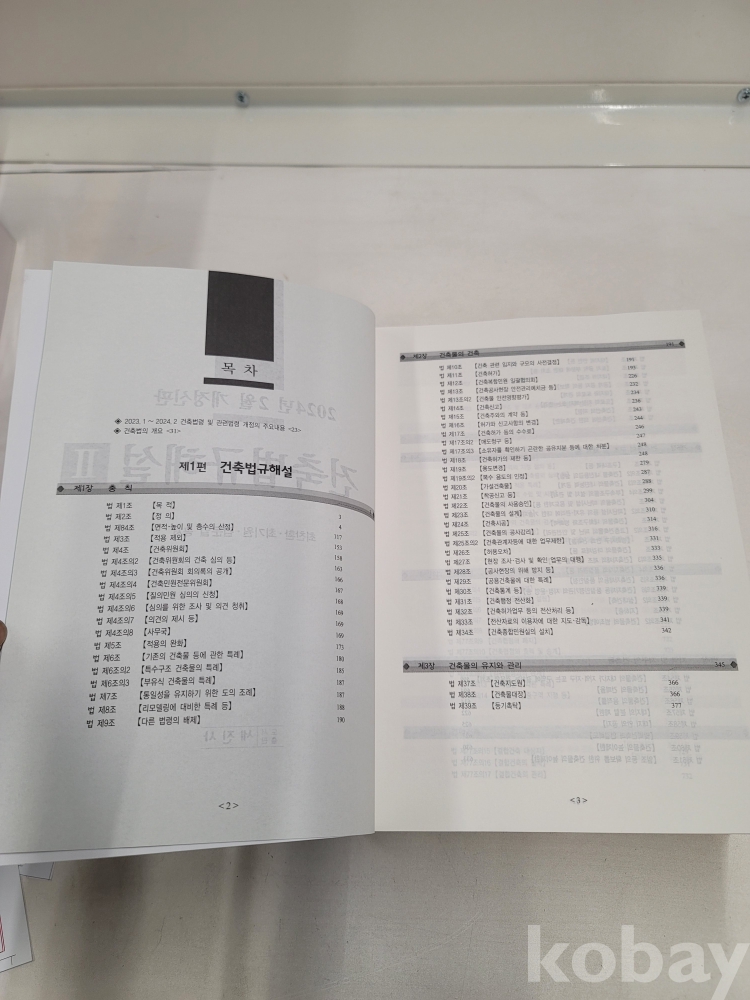 목 차
◈ 2023. 1 ~ 2024. 2 건축법령 및 관련법령 개정의 주요내용 <21>
◈ 건축법의 개요 <31>
제1편 건축법규해설
제1장 총 칙
법 제1조 【목 적】 3
법 제2조 【정 의】 4
법 제84조 【면적·높이 및 층수의 산정】 117
법 제3조 【적용 제외】 153
법 제4조 【건축위원회】 158
법 제4조의2 【건축위원회의 건축 심의 등】
법 제4조의3 【건축위원회 회의록의 공개】
법 제4조의4 【건축민원전문위원회】 166
법 제4조의5 【질의민원 심의의 신청】
법 제4조의6 【심의를 위한 조사 및 의견 청취】 168
법 제4조의7 【의견의 제시 등】
법 제4조의8 【사무국】 169
법 제5조 【적용의 완화】 173
법 제6조 【기존의 건축물 등에 관한 특례】 180
법 제6조의2 【특수구조 건축물의 특례】 185
법 제6조의3 【부유식 건축물의 특례】 187
법 제7조 【통일성을 유지하기 위한 도의 조례】 187
법 제8조 【리모델링에 대비한 특례 등】 188
법 제9조 【다른 법령의 배제】 190
<2>
제2장 건축물의 건축 191
법 제10조 【건축 관련 입지와 규모의 사전결정】
법 제11조 【건축허가】 195
법 제12조 【건축복합민원 일괄협의회】 226
법 제13조 【건축공사현장 안전관리예치금 등】 232
법 제13조의2 【건축물 안전영향평가】 234
법 제14조 【건축신고】 236
법 제15조 【건축주와의 계약 등】 243
법 제16조 【허가와 신고사항의 변경】 244
법 제17조 【건축허가 등의 수수료】 246
법 제17조의2 【매도청구 등】 247
법 제17조의3 【소유자를 확인하기 곤란한 공유지분 등에 대한 처분】 248
법 제18조 【건축허가의 제한 등】 248
법 제19조 【용도변경】
법 제19조의2 【복수 용도의 인정】 279
법 제20조 【가설건축물】 287
법 제21조 【착공신고 등】 299
법 제22조 【건축물의 사용승인】 304
법 제23조 【건축물의 설계】 310
법 제24조 【건축시공】 314
법 제25조 【건축물의 공사감리】 316
법 제25조의2 【건축관계자등에 대한 업무제한】 331
법 제26조 【허용오차】 333
법 제27조 【현장 조사·검사 및 확인 업무의 대행】 333
법 제28조 【공사현장의 위해 방지 등】 336
법 제29조 【공용건축물에 대한 특례】 336
법 제30조 【건축통계 등】 339
법 제31조 【건축행정 전산화】 339
법 제32조 【건축허가업무 등의 전산처리 등】 339
법 제33조 【전산자료의 이용자에 대한 지도·감독】 341
법 제34조 【건축종합민원실의 설치】 342
제3장 건축물의 유지와 관리 345
법 제37조 【건축지도원】 366
법 제38조 【건축물대장】 366
법 제39조 【등기촉탁】 377
<3>
kobay